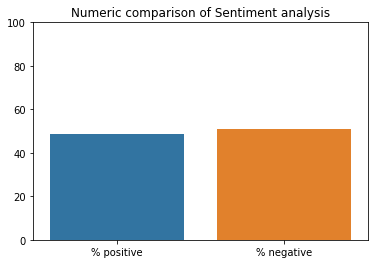 Numeric comparison of Sentiment analysis
100
80
60
40
20
0
% positive
% negative